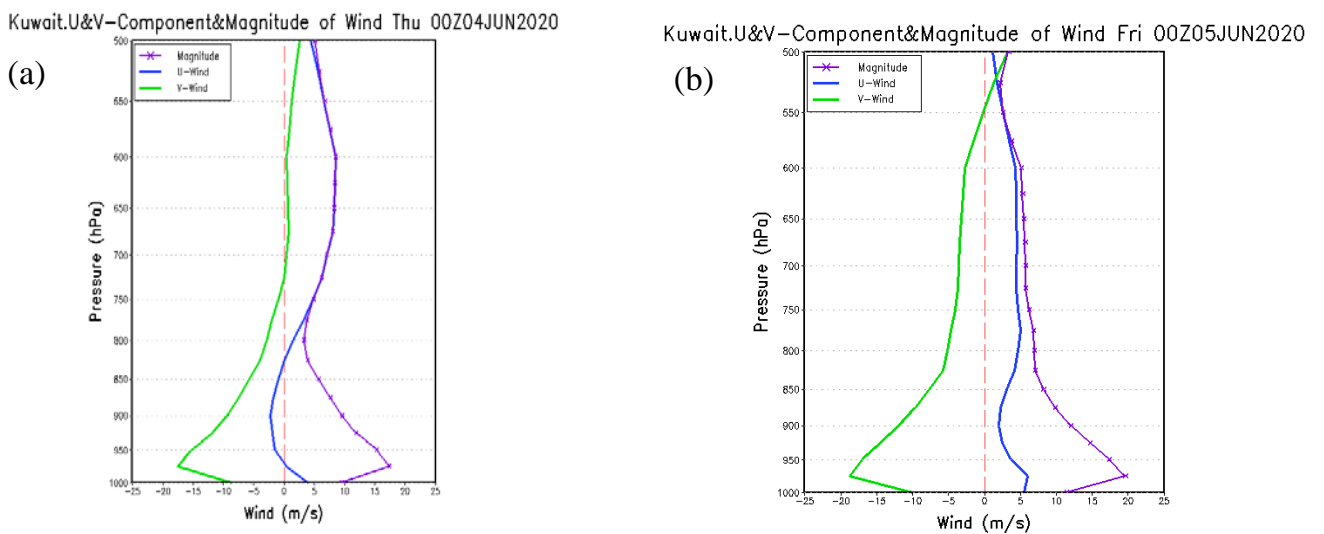 Kuwait.U&V-Component&Magnitude of Wind Thu 00Z04JUN2020
(a)
Magnitude
U-Wind
V-Wind
500
650
600
650
700
750
800
850
900
950
1000
Pressure (hPa)
-25 -20 -15 -10 -5 0 5 10 15 20 25
Wind (m/s)
Kuwait.U&V-Component&Magnitude of Wind Fri 00Z05JUN2020
(b)
Magnitude
U-Wind
V-Wind
500
550
600
650
700
750
800
850
900
950
1000
Pressure (hPa)
-25 -20 -15 -10 -5 0 5 10 15 20 25
Wind (m/s)